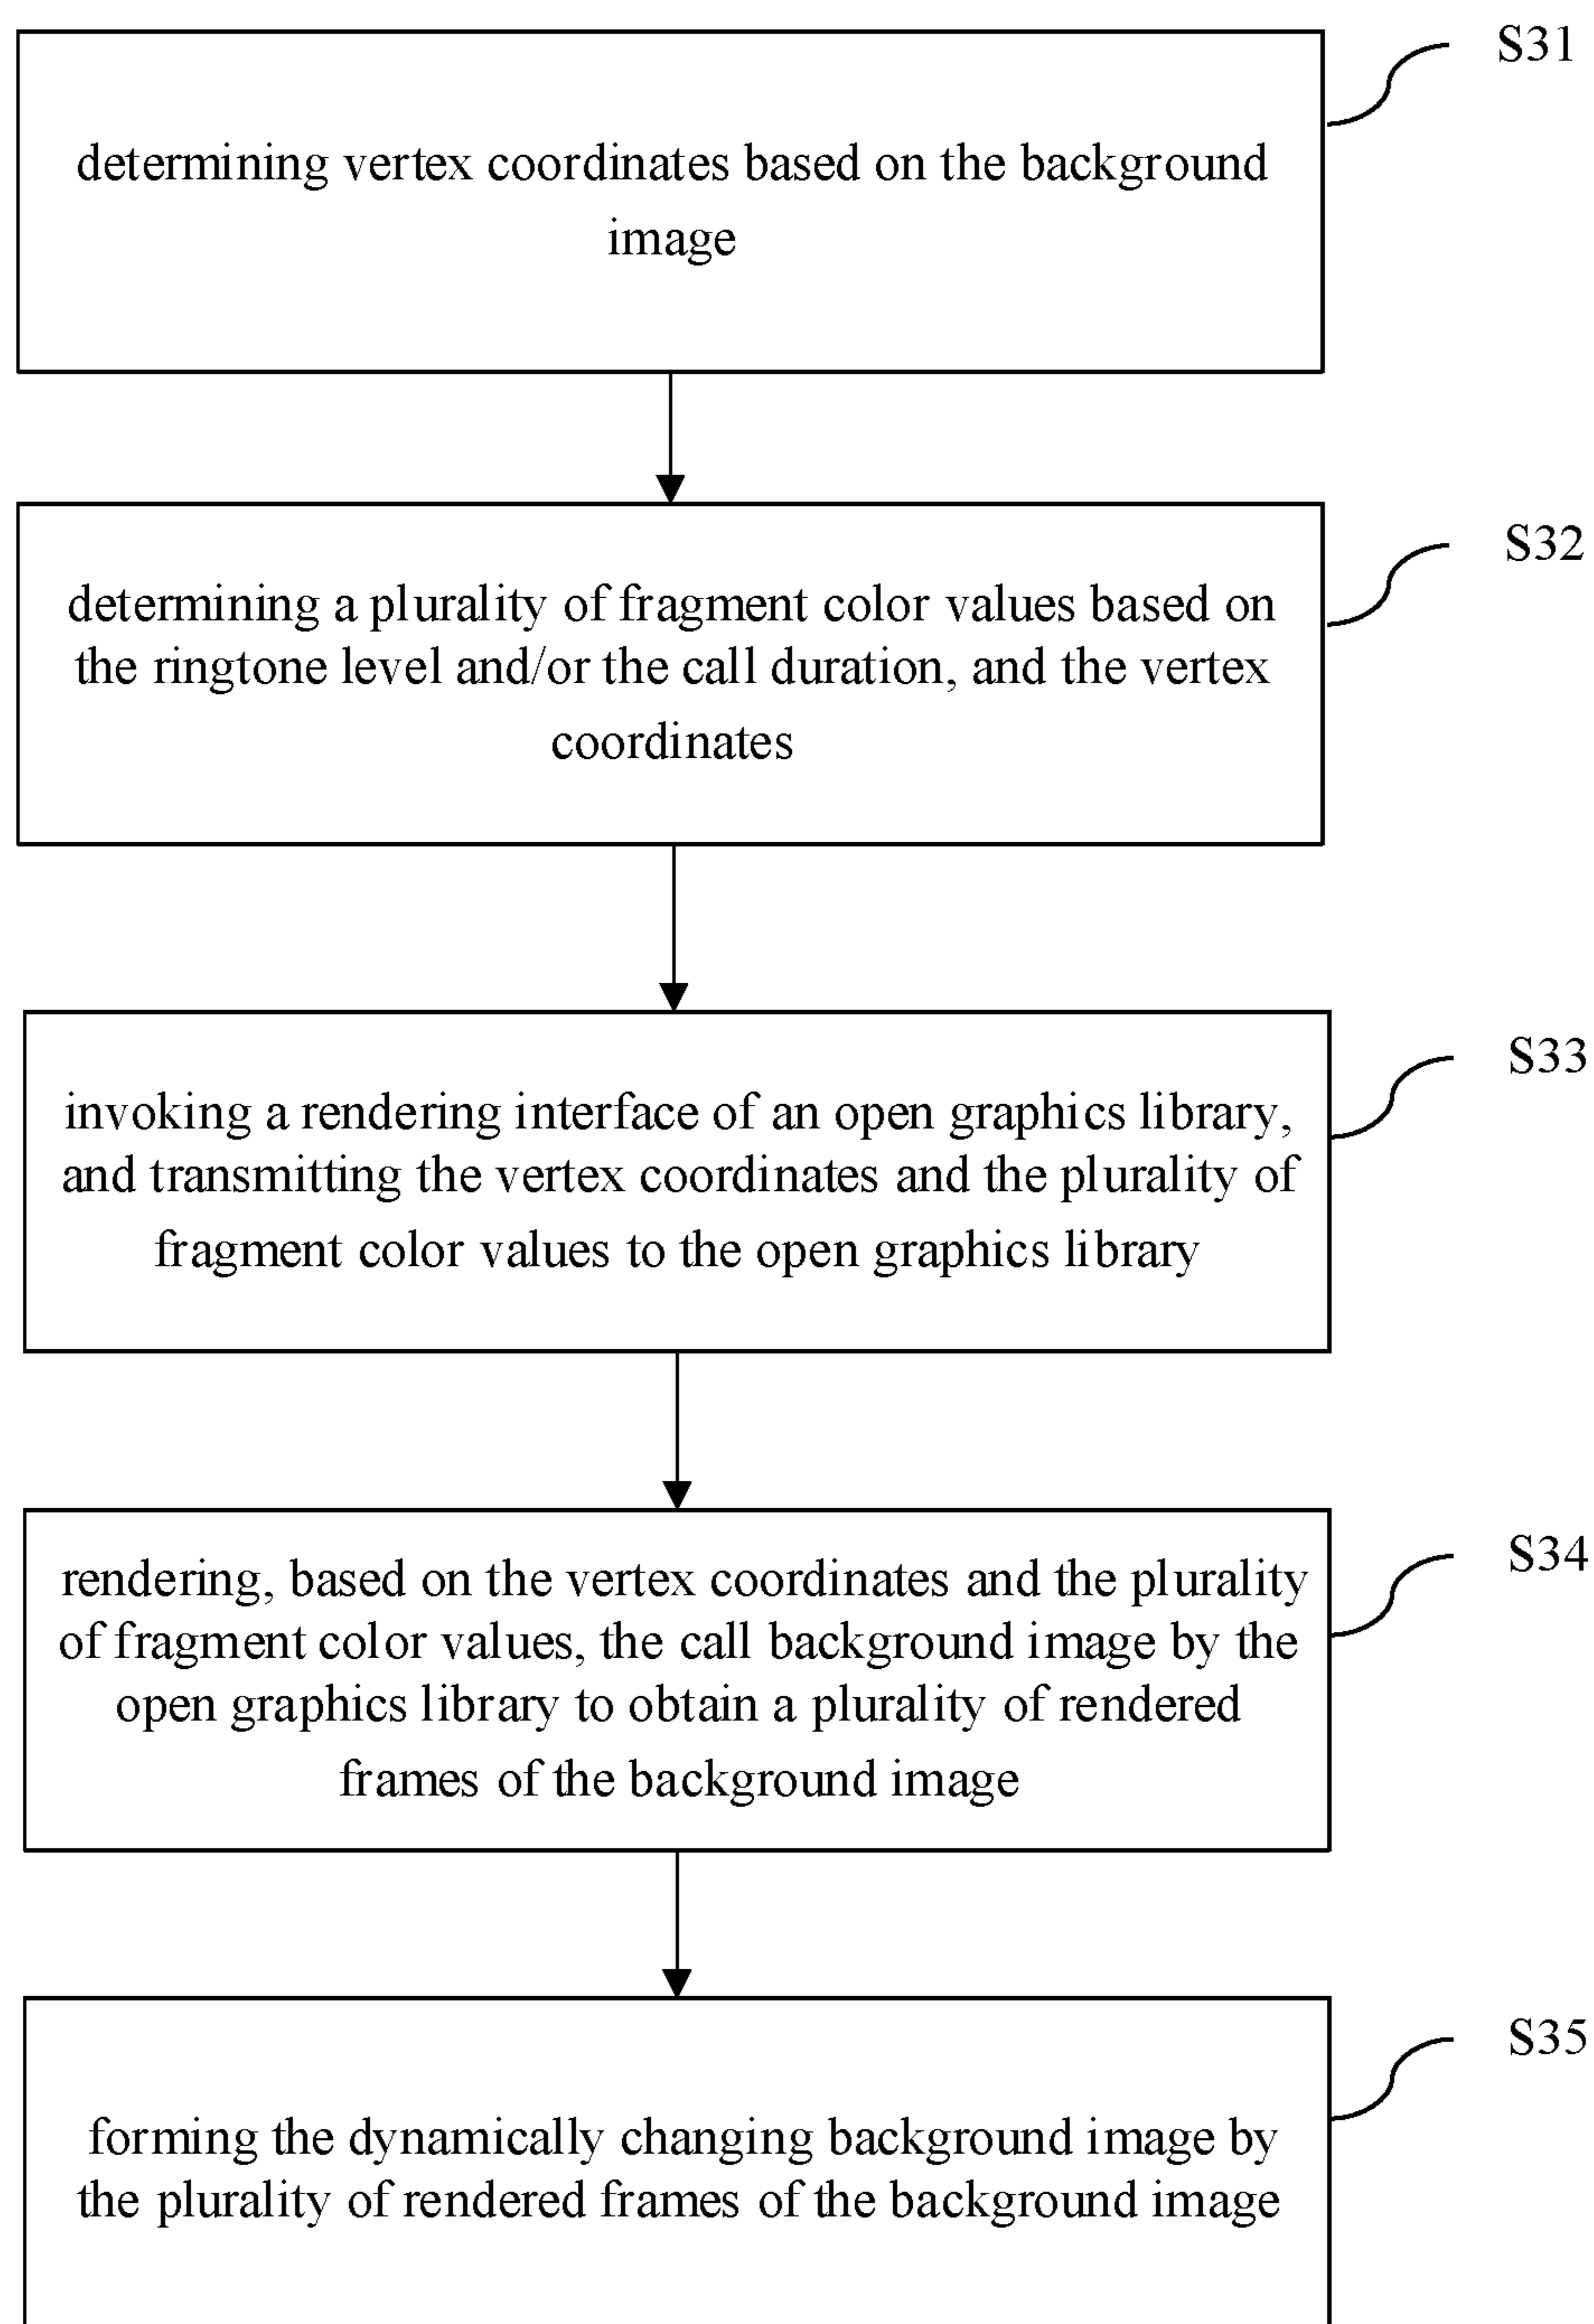 S31
determining vertex coordinates based on the background
image
S32
determining a plurality of fragment color values based on
the ringtone level and/or the call duration, and the vertex
coordinates
S33
invoking a rendering interface of an open graphics library,
and transmitting the vertex coordinates and the plurality of
fragment color values to the open graphics library
S34
rendering, based on the vertex coordinates and the plurality
of fragment color values, the call background image by the
open graphics library to obtain a plurality of rendered
frames of the background image
S35
forming the dynamically changing background image by
the plurality of rendered frames of the background image